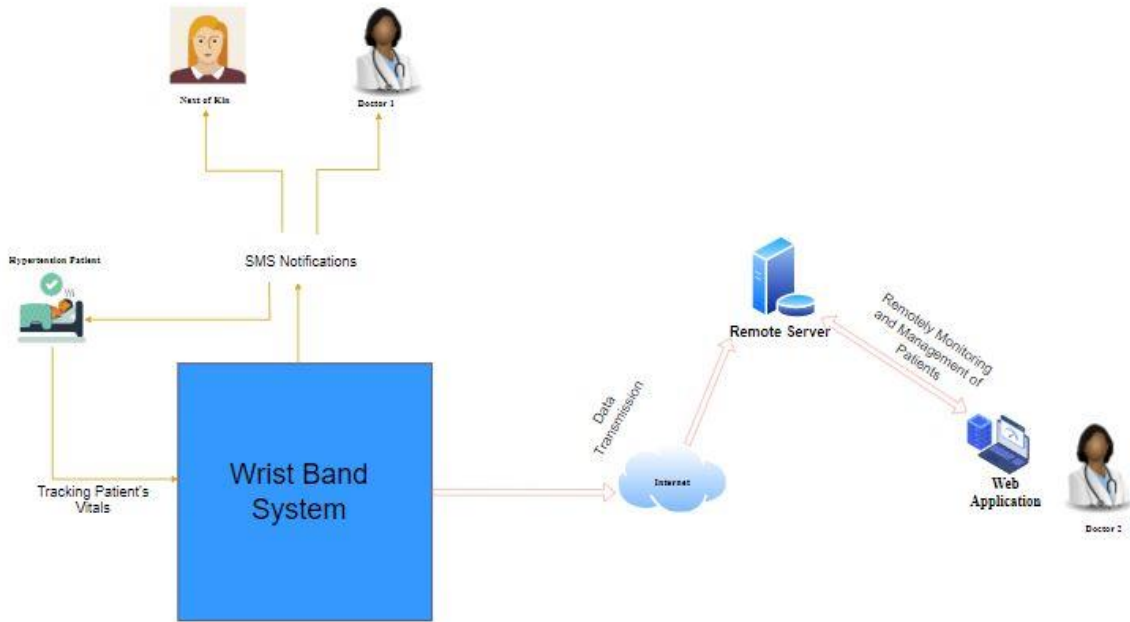 Next of Kin
Doctor 1
Hypertension Patient
SMS Notifications
Remote Server
Remotely Monitoring
and Management of
Patients
Data
Transmission
Wrist Band
System
Tracking Patient's
Vitals
Internet
Web
Application
Doctor 2